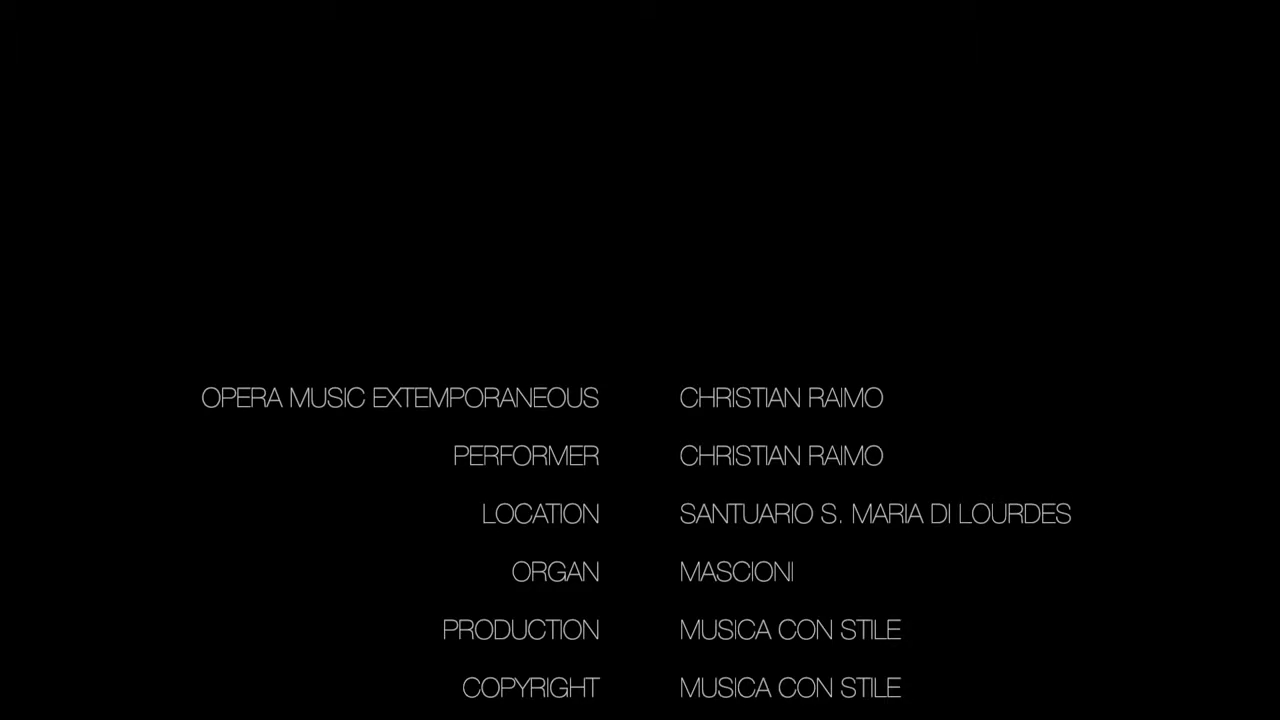 OPERA MUSIC EXTEMPORANEOUS CHRISTIAN RAIMO
PERFORMER CHRISTIAN RAIMO
LOCATION SANTUARIO S. MARIA DI LOURDES
ORGAN MASCIONI
PRODUCTION MUSICA CON STILE
COPYRIGHT MUSICA CON STILE